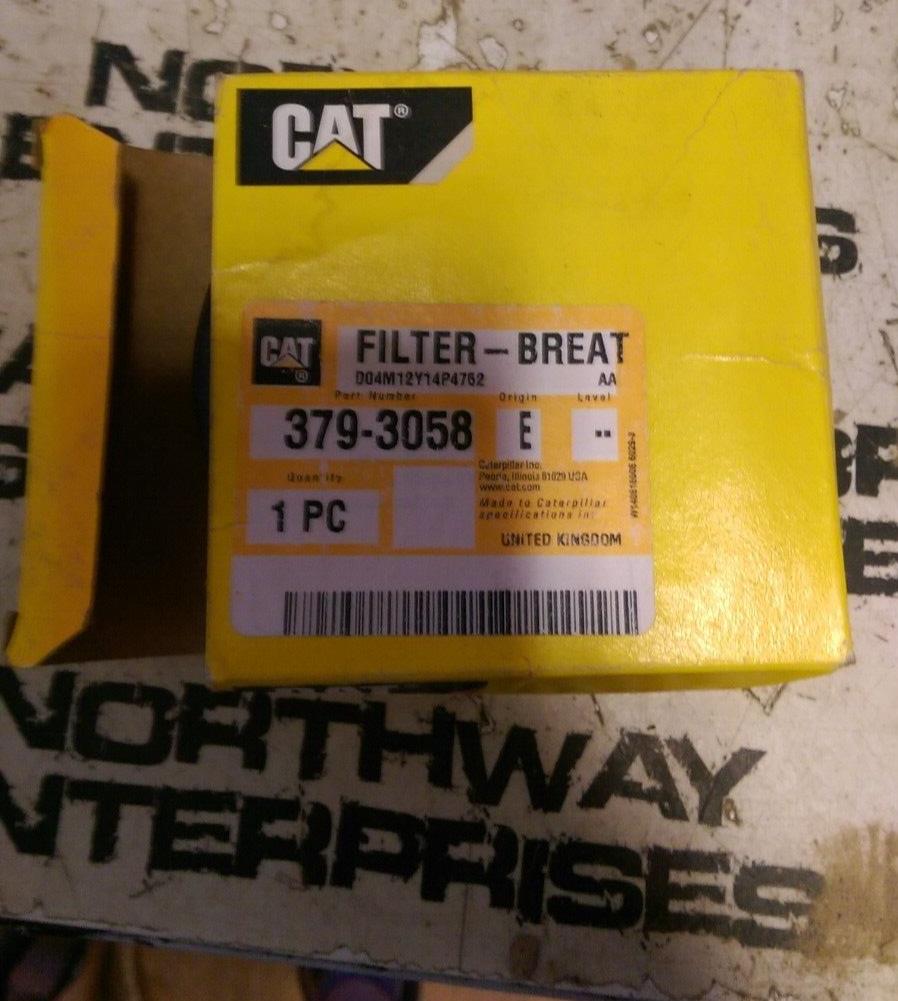 CAT®
CAT
®
FILTER-BREAT
D04M12Y14P4762 AA
Part Number Origin Level
379-3058 E --
Quantity
1 PC
Caterpillar Inc.
Peoria, Illinois 61629 USA
www.cat.com
Made to Caterpillar
specifications in:
UNITED KINGDOM
NORTHWAY
NTERPRISES